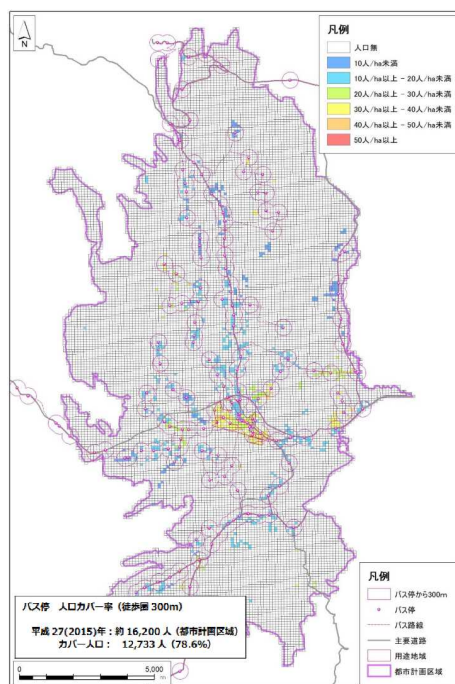 N
凡例
人口無
10人/ha未満
10人/ha以上 - 20人/ha未満
20人/ha以上 - 30人/ha未満
30人/ha以上 - 40人/ha未満
40人/ha以上 - 50人/ha未満
50人/ha以上
バス停　人口カバー率（徒歩圏 300m）
平成 27(2015)年：約 16,200 人（都市計画区域）
カバー人口：　12,733 人（78.6%）
0　5,000
m
凡例
バス停から300m
バス停
バス路線
主要道路
用途地域
都市計画区域